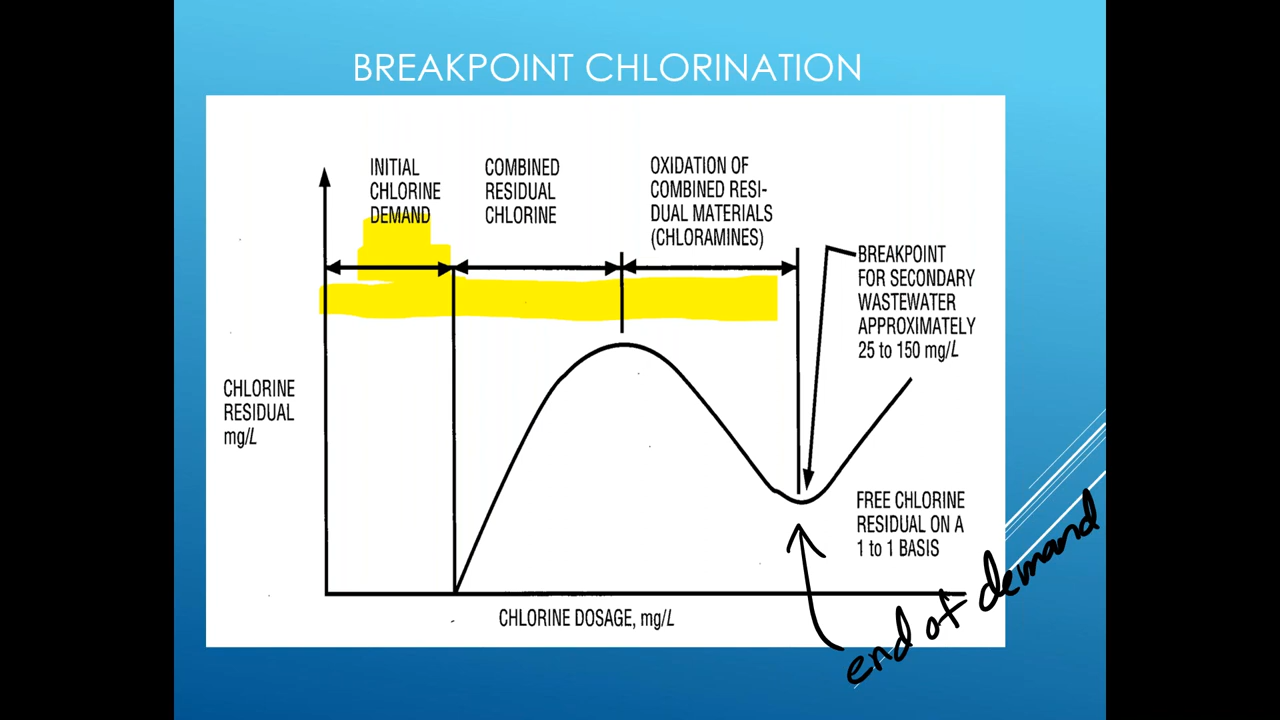 BREAKPOINT CHLORINATION
INITIAL
CHLORINE
DEMAND
COMBINED
RESIDUAL
CHLORINE
OXIDATION OF
COMBINED RESI-
DUAL MATERIALS
(CHLORAMINES)
BREAKPOINT
FOR SECONDARY
WASTEWATER
APPROXIMATELY
25 to 150 mg/L
CHLORINE
RESIDUAL
mg/L
FREE CHLORINE
RESIDUAL ON A
1 to 1 BASIS
CHLORINE DOSAGE, mg/L
end of demand